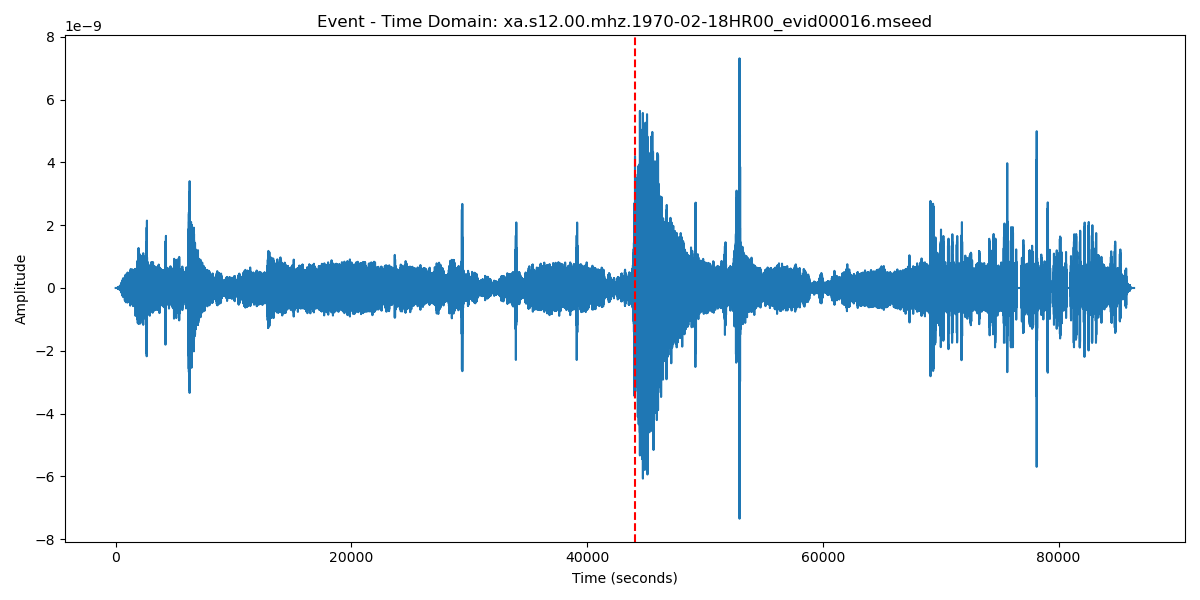 Event - Time Domain: xa.s12.00.mhz.1970-02-18HR00_evid00016.mseed
1e−9
8
6
4
2
0
−2
−4
−6
−8
Amplitude
0 20000 40000 60000 80000
Time (seconds)